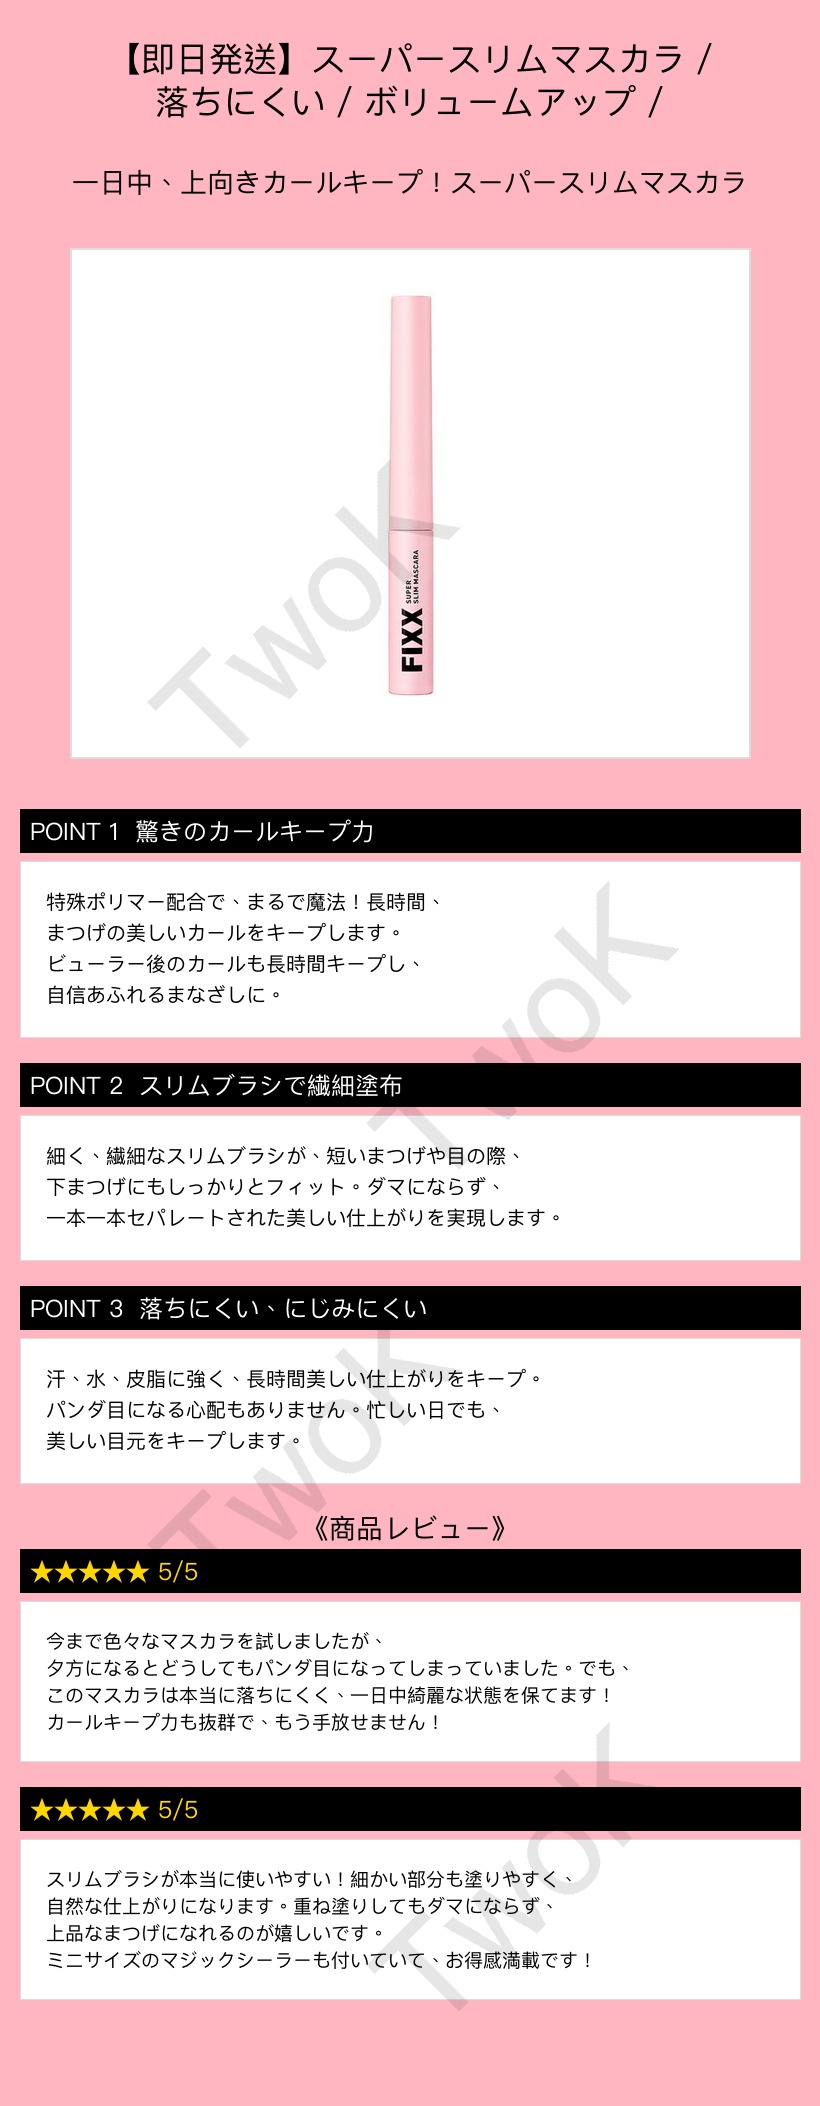 【即日発送】スーパースリムマスカラ /
落ちにくい / ボリュームアップ /
一日中、上向きカールキープ！スーパースリムマスカラ
FIXX SUPER
SLIM MASCARA
TwoK
POINT 1 驚きのカールキープ力
特殊ポリマー配合で、まるで魔法！長時間、
まつげの美しいカールをキープします。
ビューラー後のカールも長時間キープし、
自信あふれるまなざしに。
TwoK
POINT 2 スリムブラシで繊細塗布
細く、繊細なスリムブラシが、短いまつげや目の際、
下まつげにもしっかりとフィット。ダマにならず、
一本一本セパレートされた美しい仕上がりを実現します。
POINT 3 落ちにくい、にじみにくい
汗、水、皮脂に強く、長時間美しい仕上がりをキープ。
パンダ目になる心配もありません。忙しい日でも、
美しい目元をキープします。
TwoK
《商品レビュー》
★★★★★ 5/5
今まで色々なマスカラを試しましたが、
夕方になるとどうしてもパンダ目になってしまっていました。でも、
このマスカラは本当に落ちにくく、一日中綺麗な状態を保てます！
カールキープ力も抜群で、もう手放せません！
★★★★★ 5/5
スリムブラシが本当に使いやすい！細かい部分も塗りやすく、
自然な仕上がりになります。重ね塗りしてもダマにならず、
上品なまつげになれるのが嬉しいです。
ミニサイズのマジックシーラーも付いていて、お得感満載です！
TwoK